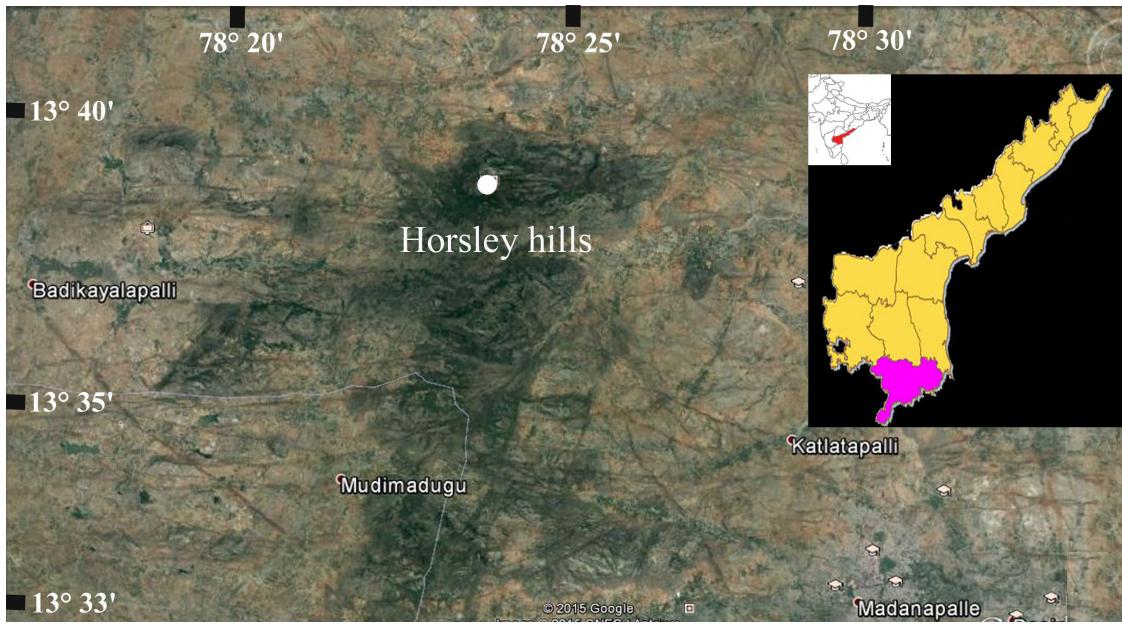 78° 20'
78° 25'
78° 30'
13° 40'
Horsley hills
Badikayalapalli
13° 35'
Katlatapalli
Mudimadugu
13° 33'
© 2015 Google
Madanapalle